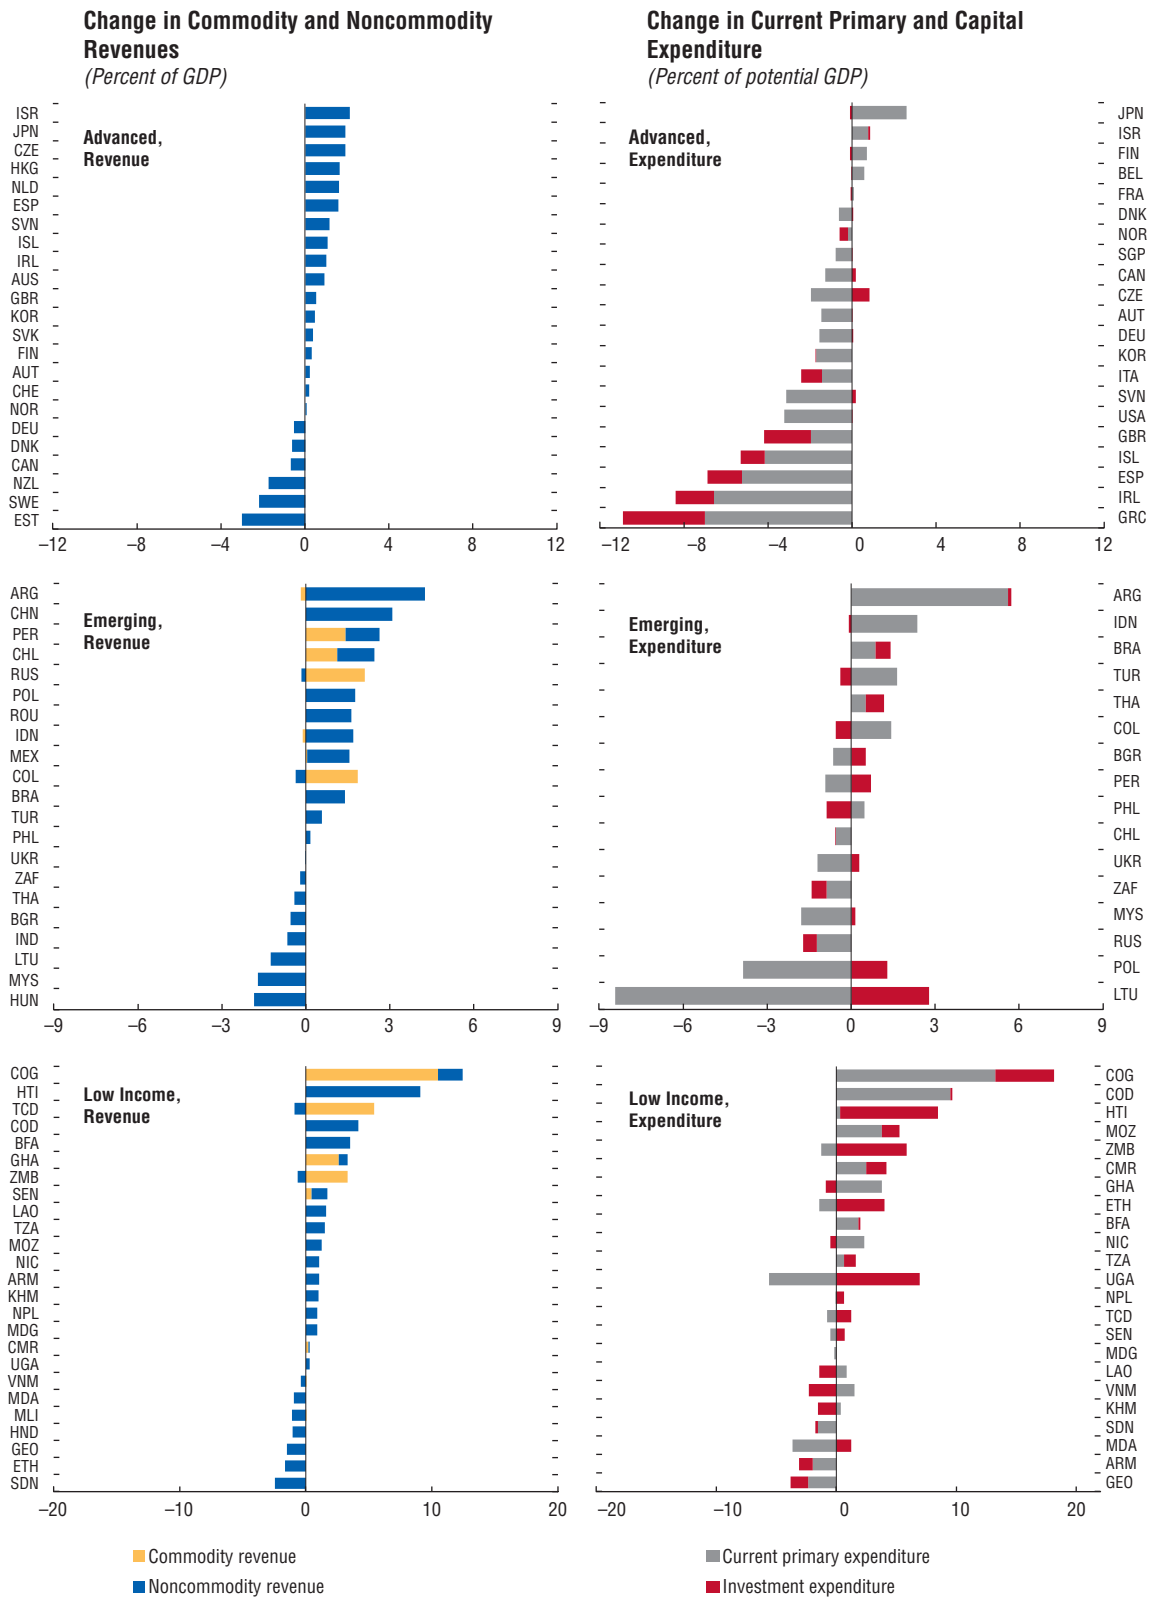 Change in Commodity and Noncommodity
Revenues
(Percent of GDP)
ISR
JPN
CZE
HKG
NLD
ESP
SVN
ISL
IRL
AUS
GBR
KOR
SVK
FIN
AUT
CHE
NOR
DEU
DNK
CAN
NZL
SWE
EST
Advanced,
Revenue
–12 –8 –4 0 4 8 12
Change in Current Primary and Capital
Expenditure
(Percent of potential GDP)
Advanced,
Expenditure
JPN
ISR
FIN
BEL
FRA
DNK
NOR
SGP
CAN
CZE
AUT
DEU
KOR
ITA
SVN
USA
GBR
ISL
ESP
IRL
GRC
–12 –8 –4 0 4 8 12
ARG
CHN
PER
CHL
RUS
POL
ROU
IDN
MEX
COL
BRA
TUR
PHL
UKR
ZAF
THA
BGR
IND
LTU
MYS
HUN
Emerging,
Revenue
–9 –6 –3 0 3 6 9
Emerging,
Expenditure
ARG
IDN
BRA
TUR
THA
COL
BGR
PER
PHL
CHL
UKR
ZAF
MYS
RUS
POL
LTU
–9 –6 –3 0 3 6 9
COG
HTI
TCD
COD
BFA
GHA
ZMB
SEN
LAO
TZA
MOZ
NIC
ARM
KHM
NPL
MDG
CMR
UGA
VNM
MDA
MLI
HND
GEO
ETH
SDN
Low Income,
Revenue
–20 –10 0 10 20
Low Income,
Expenditure
COG
COD
HTI
MOZ
ZMB
CMR
GHA
ETH
BFA
NIC
TZA
UGA
NPL
TCD
SEN
MDG
LAO
VNM
KHM
SDN
MDA
ARM
GEO
–20 –10 0 10 20
Commodity revenue
Noncommodity revenue
Current primary expenditure
Investment expenditure